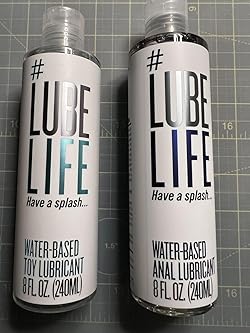 #
LUBE
LIFE
Have a splash...
WATER-BASED
TOY LUBRICANT
8 FL. OZ. (240ML)
#
LUBE
LIFE
Have a splash...
WATER-BASED
ANAL LUBRICANT
8 FL. OZ. (240ML)